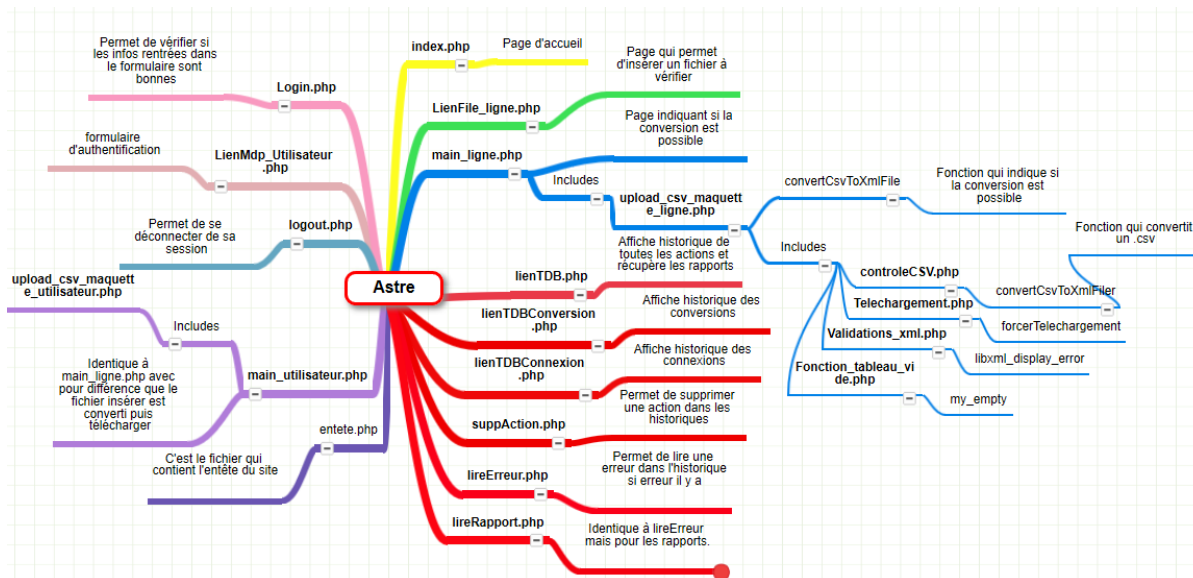 Astre
index.php
Page d'accueil
LienFile_ligne.php
Page qui permet
d'insérer un fichier à
vérifier
main_ligne.php
Page indiquant si la
conversion est
possible
Includes
upload_csv_maquett
e_ligne.php
convertCsvToXmlFile
Fonction qui indique si
la conversion est
possible
Includes
controleCSV.php
convertCsvToXmlFiler
Fonction qui convertit
un .csv
Telechargement.php
forcerTelechargement
Validations_xml.php
libxml_display_error
Fonction_tableau_vi
de.php
my_empty
lienTDB.php
Affiche historique de
toutes les actions et
récupère les rapports
lienTDBConversion
.php
Affiche historique des
conversions
lienTDBConnexion
.php
Affiche historique des
connexions
suppAction.php
Permet de supprimer
une action dans les
historiques
lireErreur.php
Permet de lire une
erreur dans l'historique
si erreur il y a
lireRapport.php
Identique à lireErreur
mais pour les rapports.
Login.php
Permet de vérifier si
les infos rentrées dans
le formulaire sont
bonnes
LienMdp_Utilisateur
.php
formulaire
d'authentification
logout.php
Permet de se
déconnecter de sa
session
main_utilisateur.php
Includes
upload_csv_maquett
e_utilisateur.php
Identique à
main_ligne.php avec
pour différence que le
fichier insérer est
converti puis
télécharger
entete.php
C'est le fichier qui
contient l'entête du site